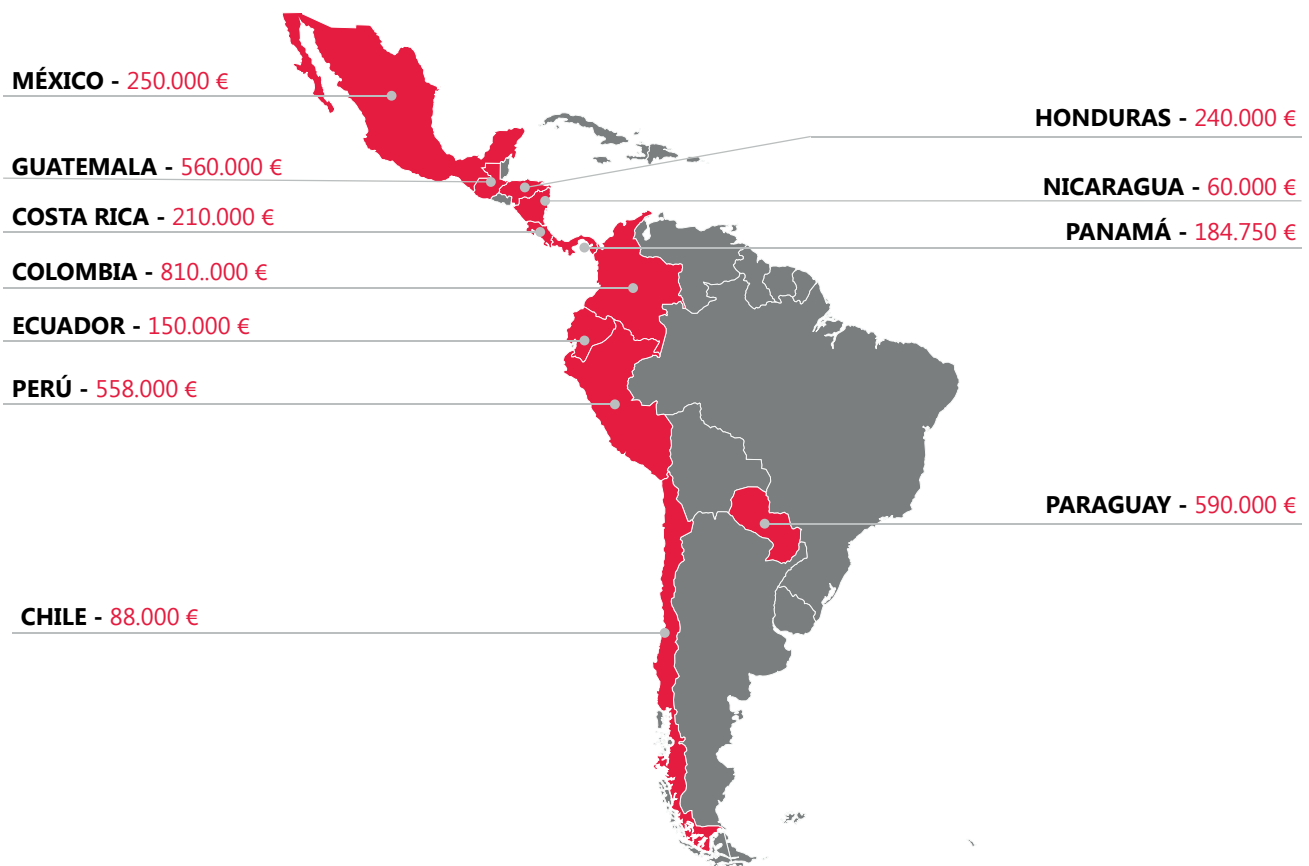 MÉXICO - 250.000 €
GUATEMALA - 560.000 €
COSTA RICA - 210.000 €
COLOMBIA - 810..000 €
ECUADOR - 150.000 €
PERÚ - 558.000 €
CHILE - 88.000 €
HONDURAS - 240.000 €
NICARAGUA - 60.000 €
PANAMÁ - 184.750 €
PARAGUAY - 590.000 €